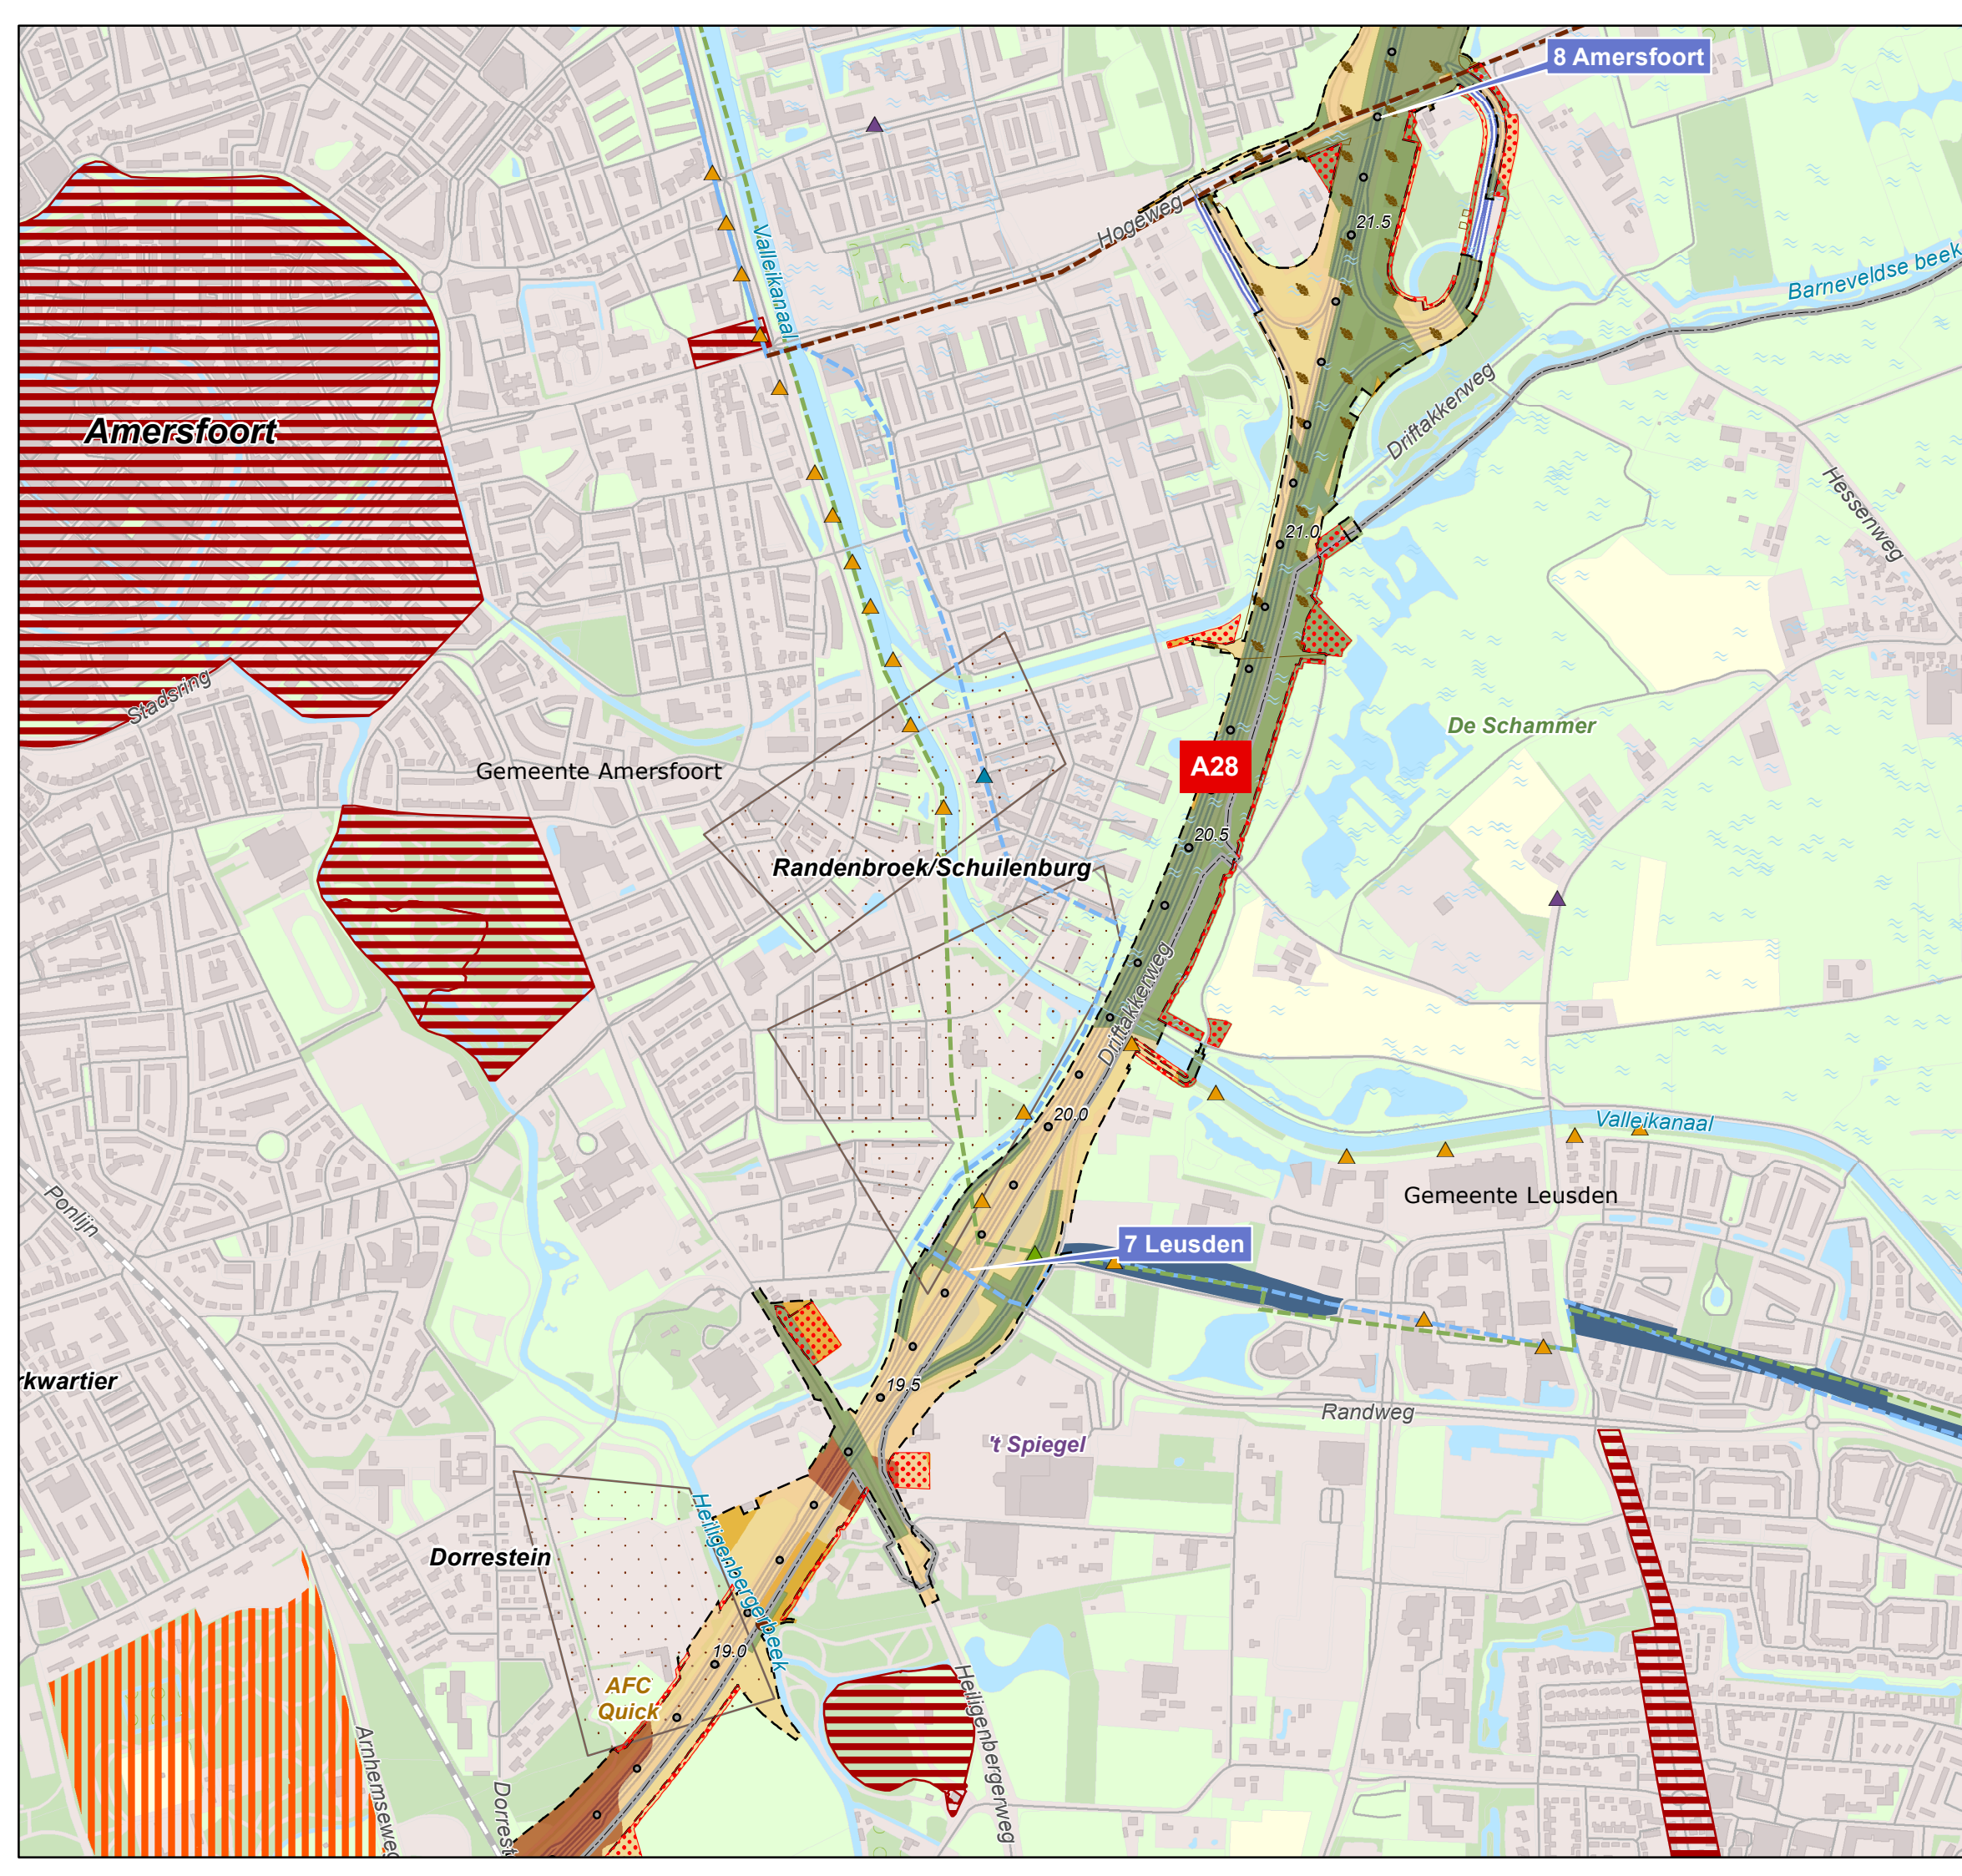 8 Amersfoort
Hogeweg
21.5
Valleikanaal
Barneveldse beek
Driftakkerweg
Amersfoort
Hessenweg
21.0
Stadsring
De Schammer
Gemeente Amersfoort
A28
20.5
Randenbroek/Schuilenburg
Driftakkerweg
20.0
Valleikanaal
Gemeente Leusden
Ponlijn
7 Leusden
rkwartier
19.5
Randweg
't Spiegel
Heiligenbergerbeek
Dorrestein
19.0
AFC
Quick
Heiligenbergerweg
Arnhemseweg
Dorrest